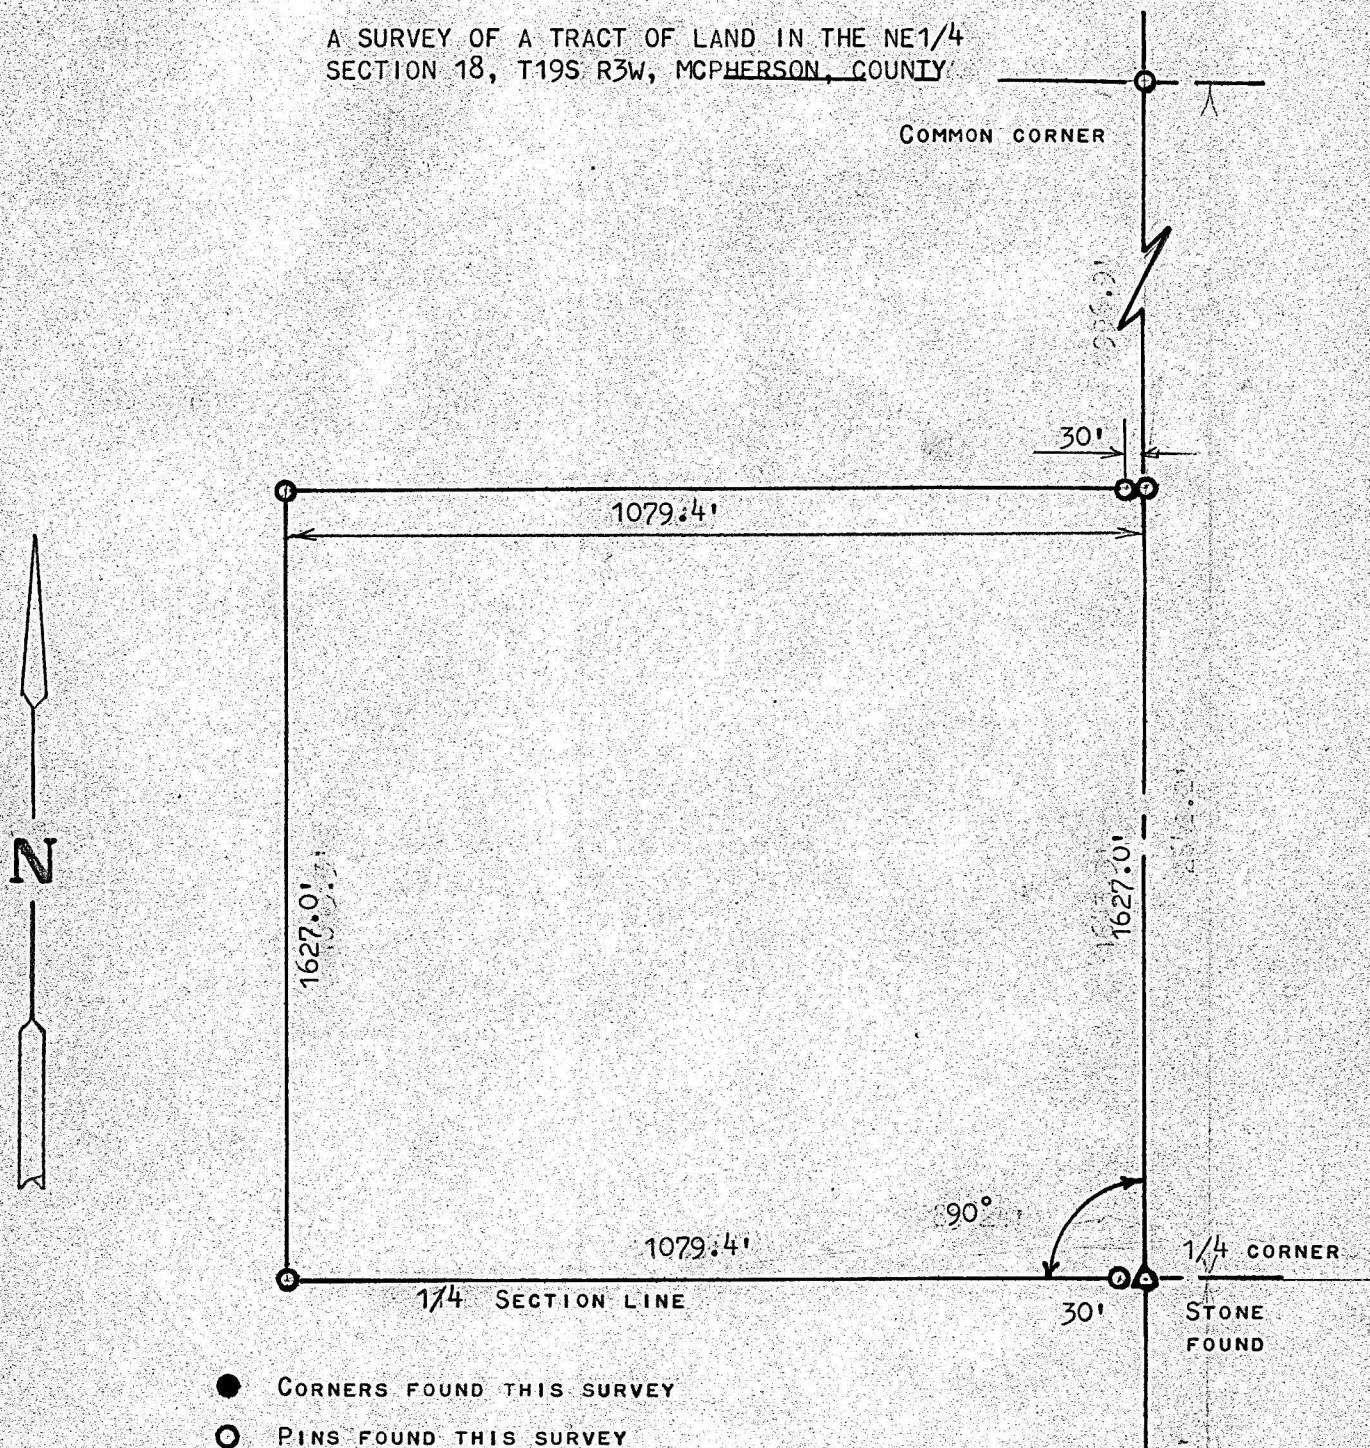 A SURVEY OF A TRACT OF LAND IN THE NE1/4
SECTION 18, T19S R3W, MCPHERSON, COUNTY
COMMON CORNER
30'
1079.4'
N
1627.0'
1627.0'
90°
1079.4'
1/4 CORNER
1/4 SECTION LINE
30'
STONE
FOUND
CORNERS FOUND THIS SURVEY
PINS FOUND THIS SURVEY